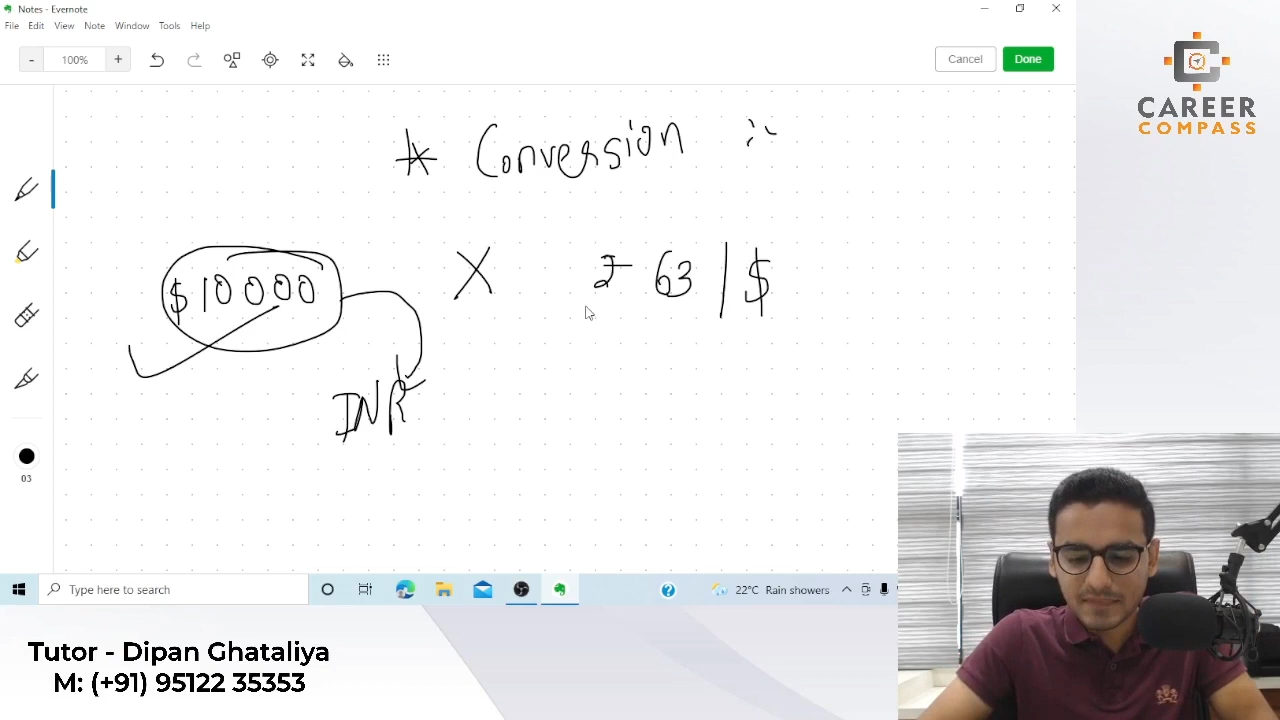 Notes - Evernote
File Edit View Note Window Tools Help
- 100% +
Cancel Done
* Conversion :-
$10000 X ₹ 63 | $
INR
03
Type here to search
22°C Rain showers
CAREER
COMPASS
Tutor - Dipan Ghataliya
M: (+91) 95122 35353